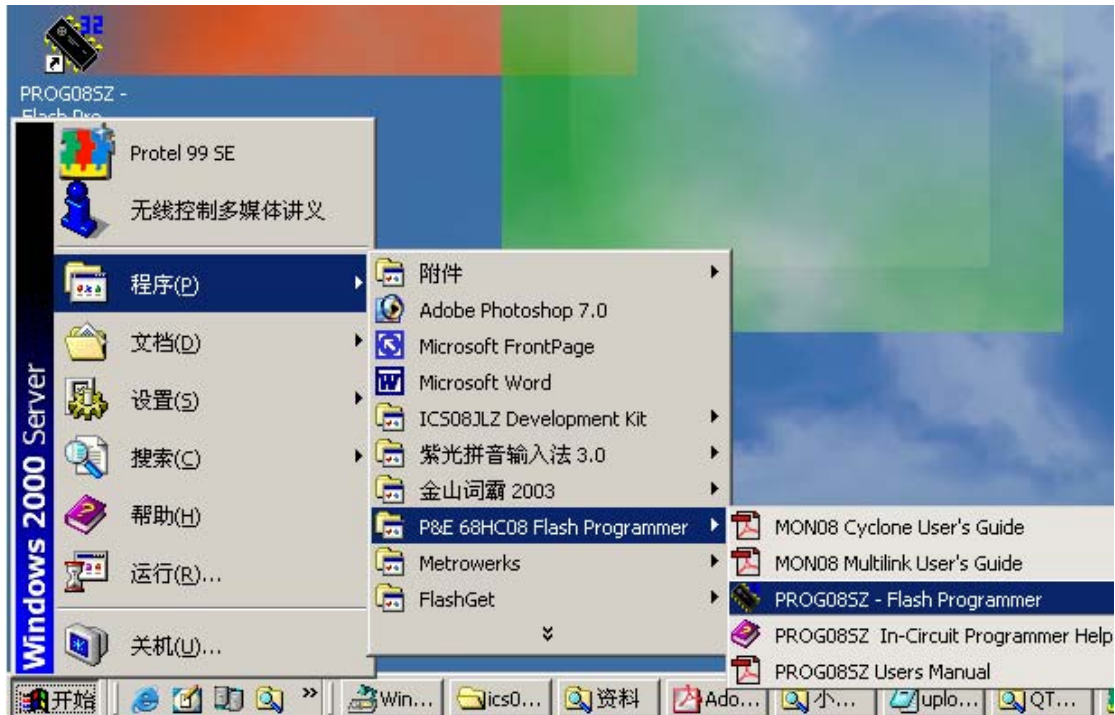 32
PROG08SZ -
Flash Pro...
Protel 99 SE
无线控制多媒体讲义
程序(P)
文档(D)
设置(S)
搜索(C)
帮助(H)
运行(R)...
关机(U)...
Windows 2000 Server
附件
Adobe Photoshop 7.0
Microsoft FrontPage
Microsoft Word
ICS08JLZ Development Kit
紫光拼音输入法 3.0
金山词霸 2003
P&E 68HC08 Flash Programmer
Metrowerks
FlashGet
MON08 Cyclone User's Guide
MON08 Multilink User's Guide
PROG08SZ - Flash Programmer
PROG08SZ In-Circuit Programmer Help
PROG08SZ Users Manual
开始
Win...
ics0...
资料
Ado...
小...
uplo...
QT...